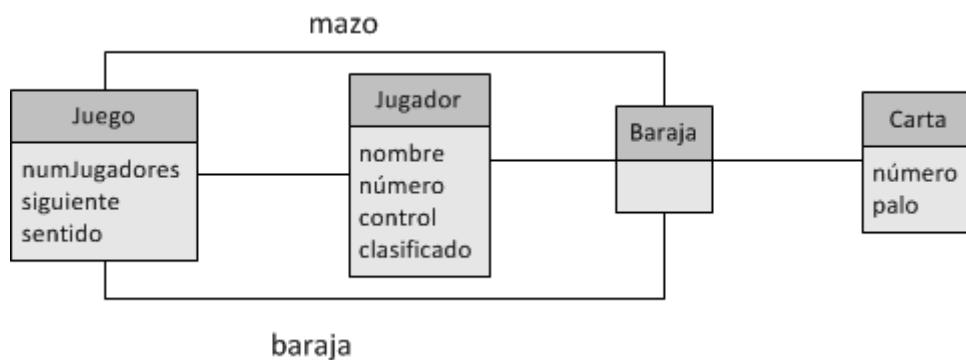 mazo
Juego
numJugadores
siguiente
sentido
Jugador
nombre
número
control
clasificado
Baraja
Carta
número
palo
baraja